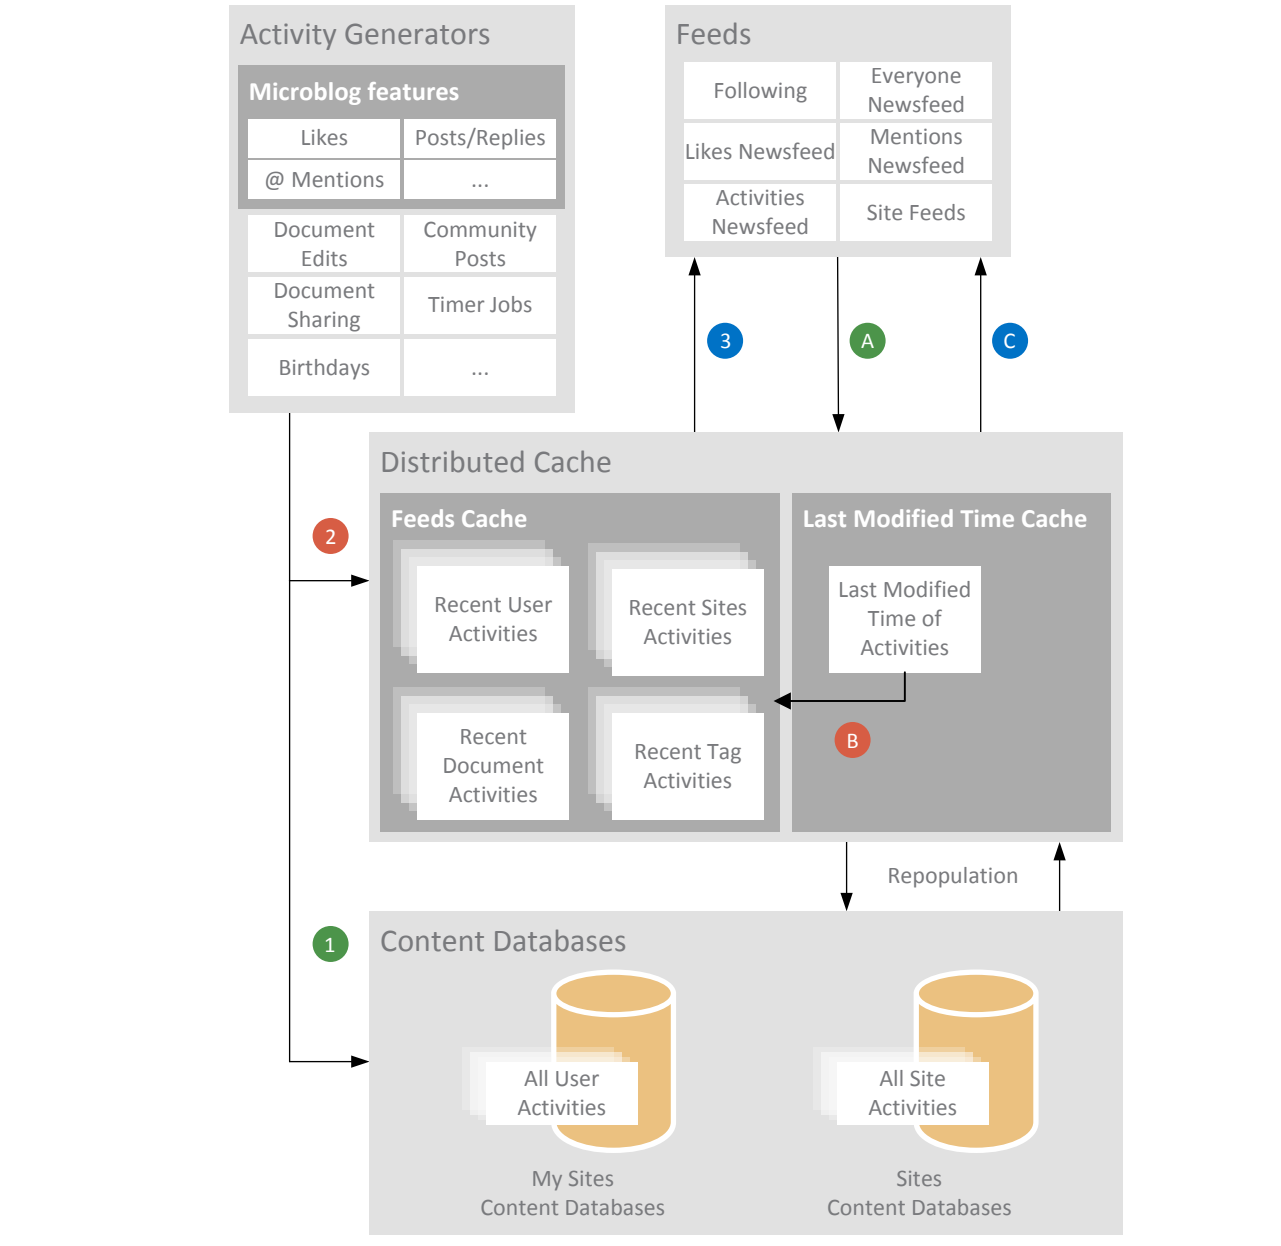 Activity Generators
Microblog features
Likes
Posts/Replies
@ Mentions
...
Document
Edits
Community
Posts
Document
Sharing
Timer Jobs
Birthdays
...
Feeds
Following
Everyone
Newsfeed
Likes Newsfeed
Mentions
Newsfeed
Activities
Newsfeed
Site Feeds
3
A
C
Distributed Cache
Feeds Cache
Recent User
Activities
Recent Sites
Activities
Recent
Document
Activities
Recent Tag
Activities
Last Modified Time Cache
Last Modified
Time of
Activities
B
2
Repopulation
1
Content Databases
All User
Activities
My Sites
Content Databases
All Site
Activities
Sites
Content Databases